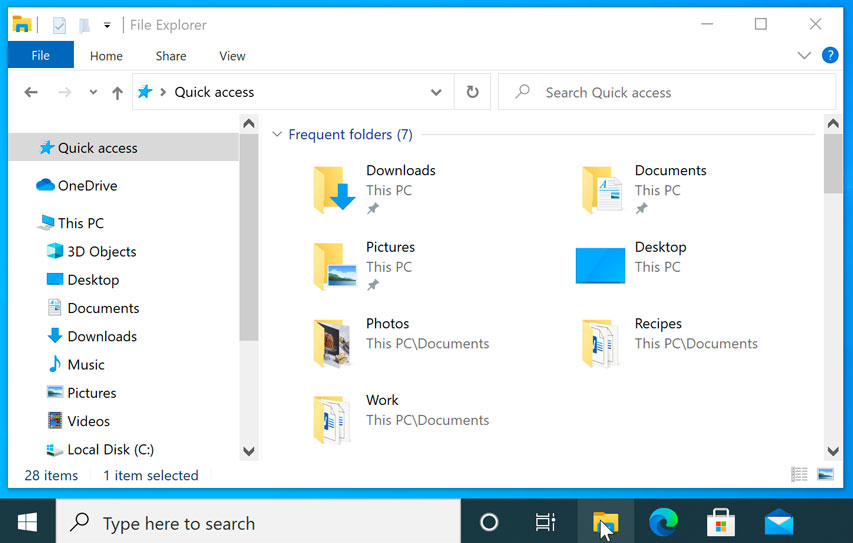 File Explorer
File Home Share View ?
Quick access Search Quick access
Quick access
OneDrive
This PC
3D Objects
Desktop
Documents
Downloads
Music
Pictures
Videos
Local Disk (C:)
Frequent folders (7)
Downloads
This PC
Documents
This PC
Pictures
This PC
Desktop
This PC
Photos
This PC\Documents
Recipes
This PC\Documents
Work
This PC\Documents
28 items 1 item selected
Type here to search